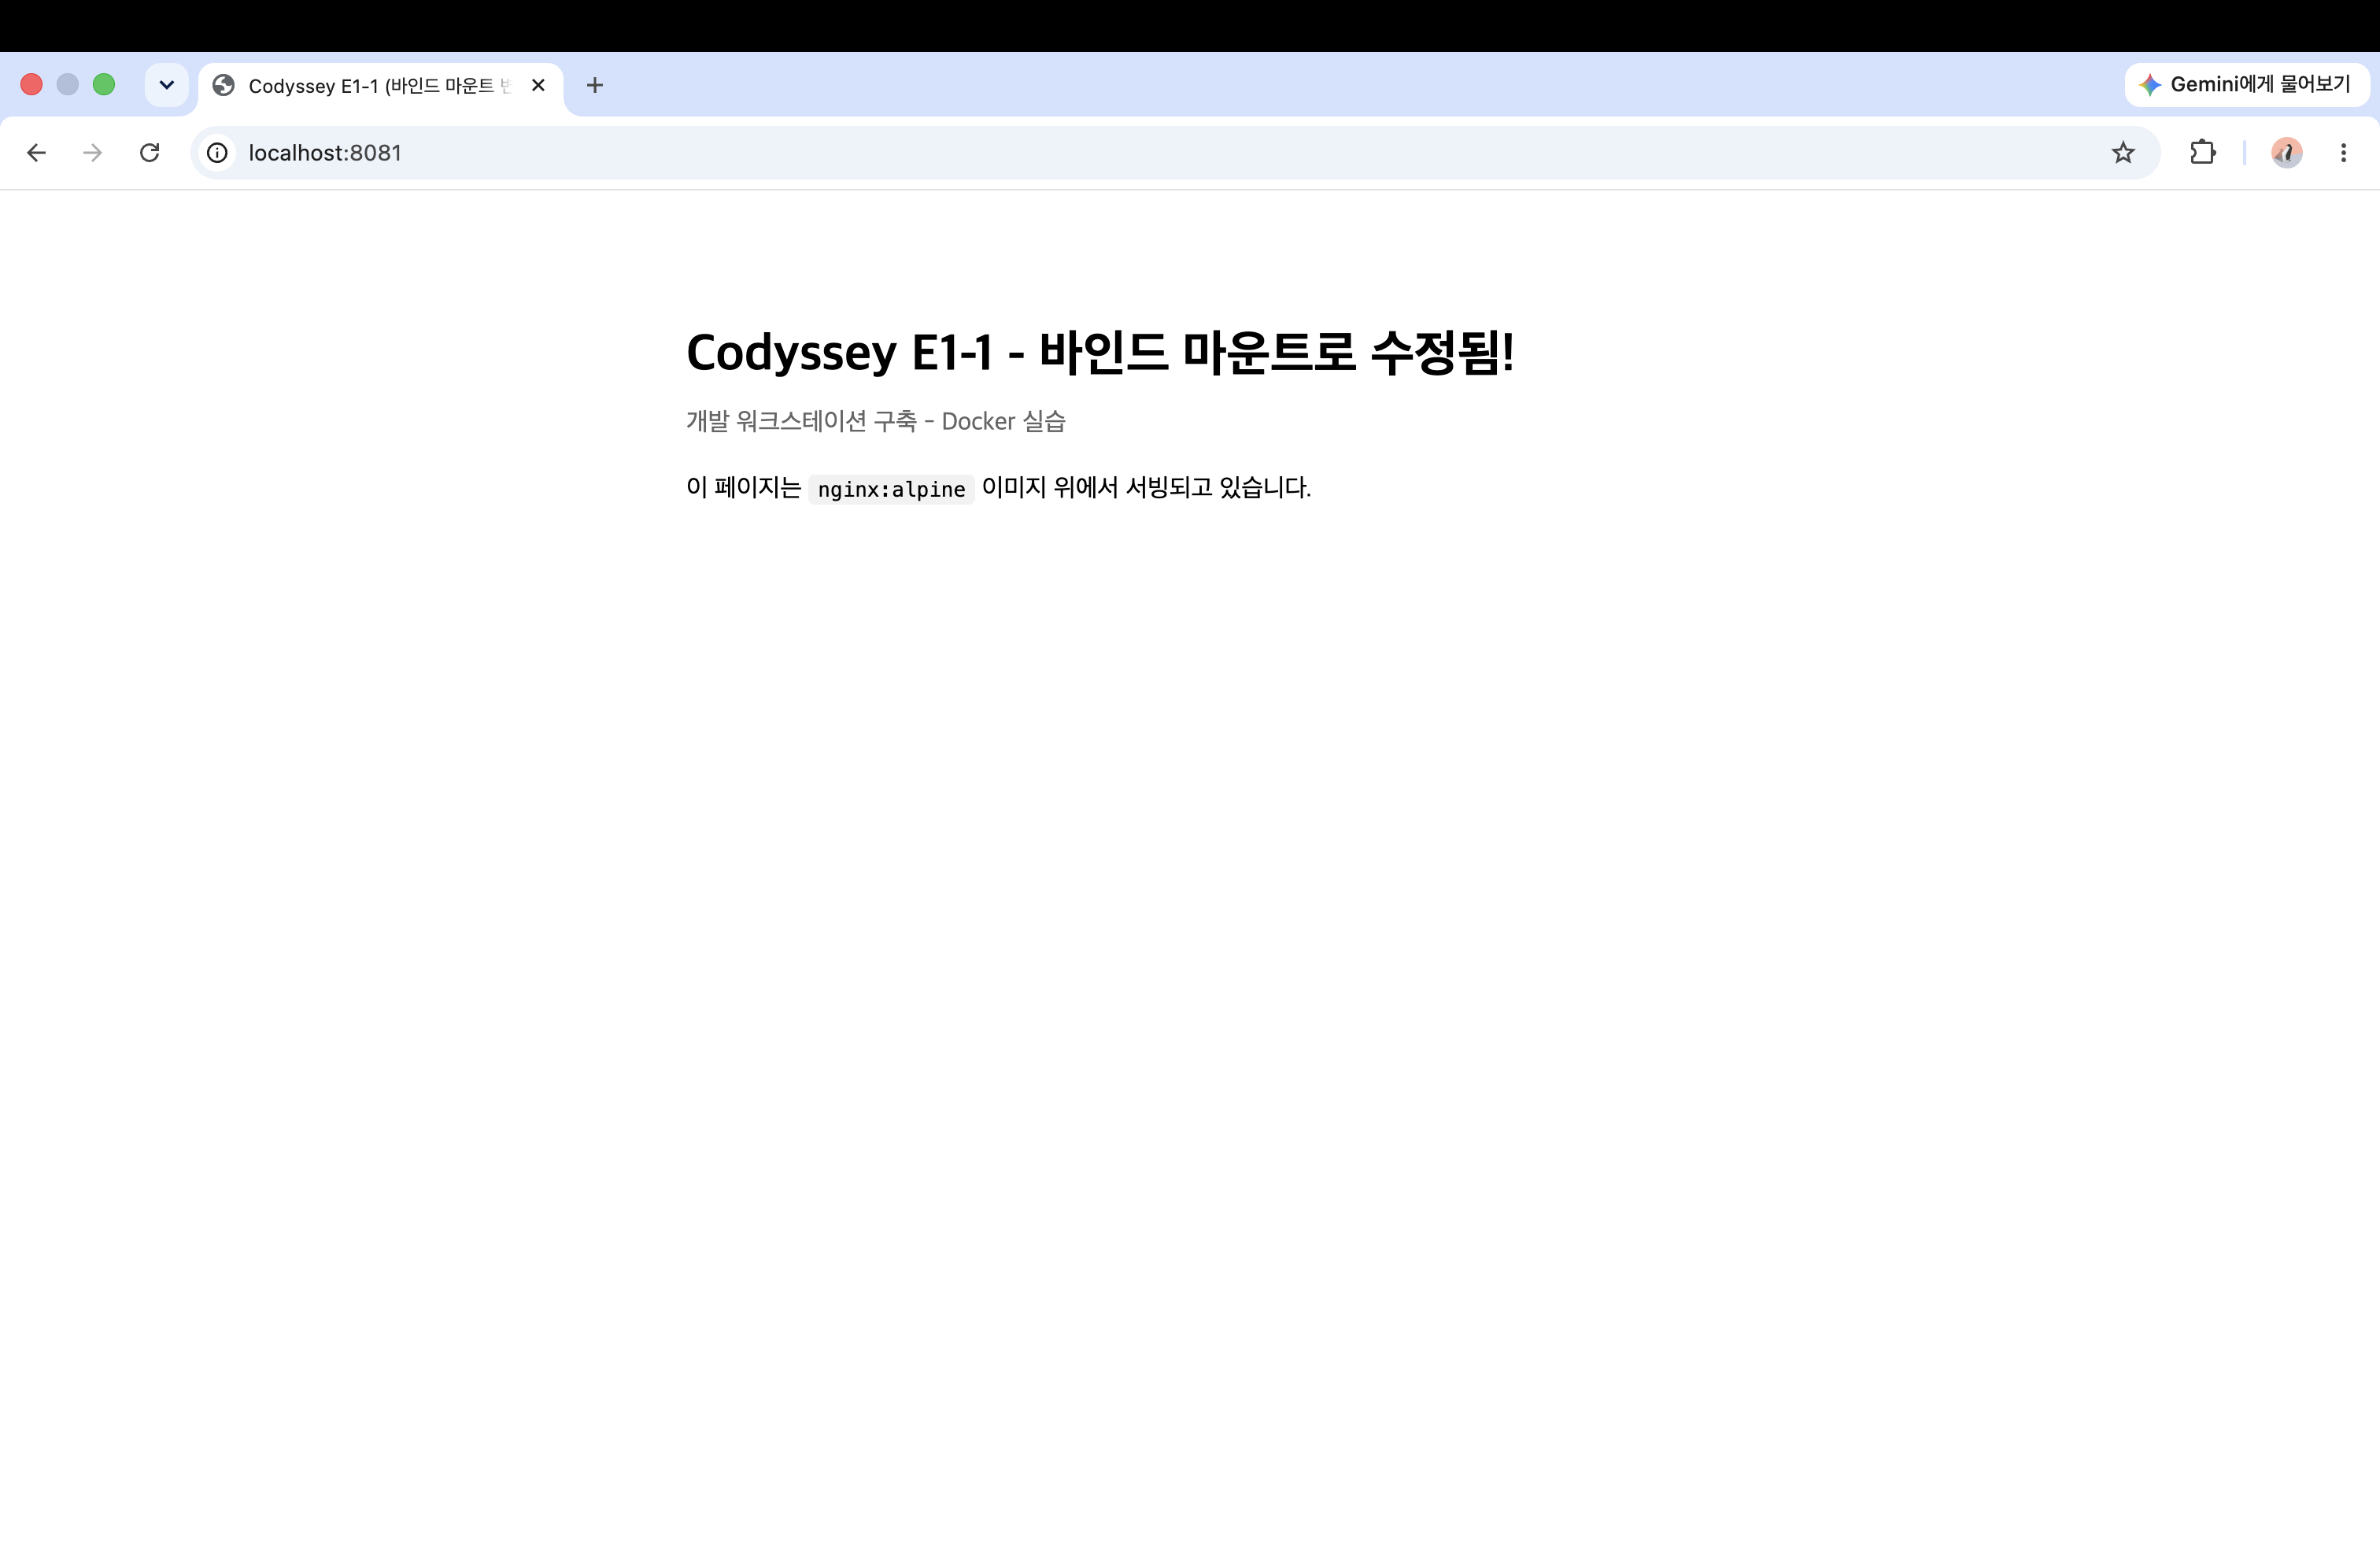 Codyssey E1-1 (바인드 마운트
Gemini에게 물어보기
localhost:8081
Codyssey E1-1 - 바인드 마운트로 수정됨!
개발 워크스테이션 구축 - Docker 실습
이 페이지는 nginx:alpine 이미지 위에서 서빙되고 있습니다.